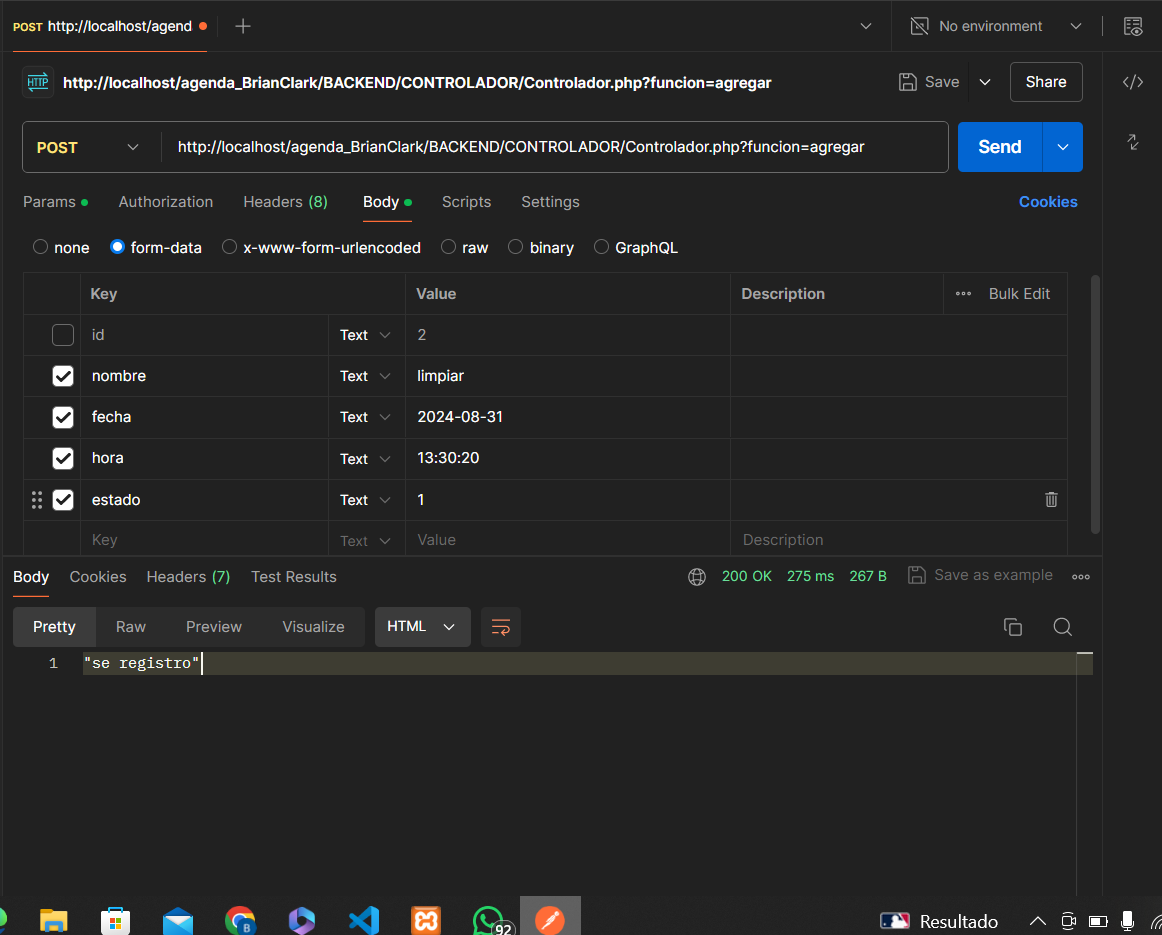 POST http://localhost/agend
No environment
HTTP http://localhost/agenda_BrianClark/BACKEND/CONTROLADOR/Controlador.php?funcion=agregar Save Share
POST http://localhost/agenda_BrianClark/BACKEND/CONTROLADOR/Controlador.php?funcion=agregar Send
Params Authorization Headers (8) Body Scripts Settings Cookies
none form-data x-www-form-urlencoded raw binary GraphQL
Key Value Description Bulk Edit
id Text 2
nombre Text limpiar
fecha Text 2024-08-31
hora Text 13:30:20
estado Text 1
Key Text Value Description
Body Cookies Headers (7) Test Results 200 OK 275 ms 267 B Save as example
Pretty Raw Preview Visualize HTML
1 "se registro"
B 92 Resultado